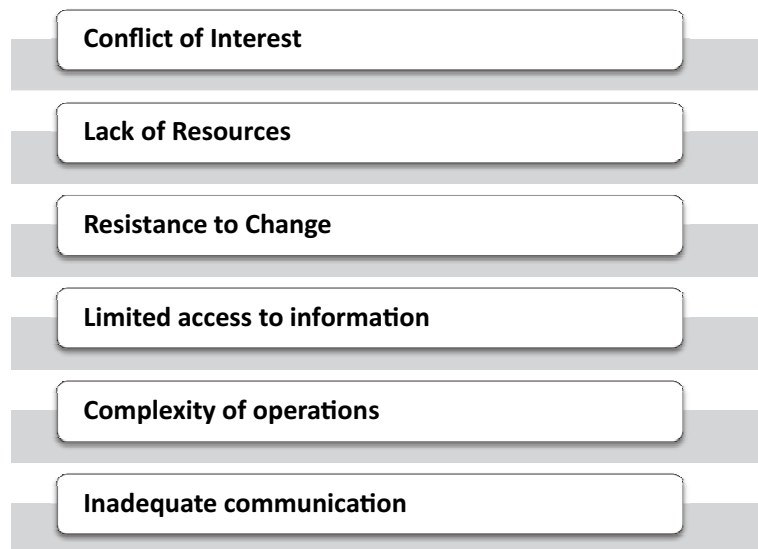 Conflict of Interest
Lack of Resources
Resistance to Change
Limited access to information
Complexity of operations
Inadequate communication